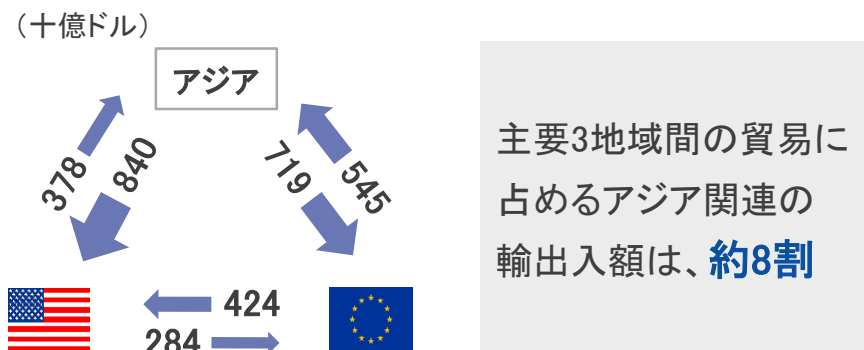 （十億ドル）
アジア
378
840
719
545
424
284
主要3地域間の貿易に
占めるアジア関連の
輸出入額は、約8割